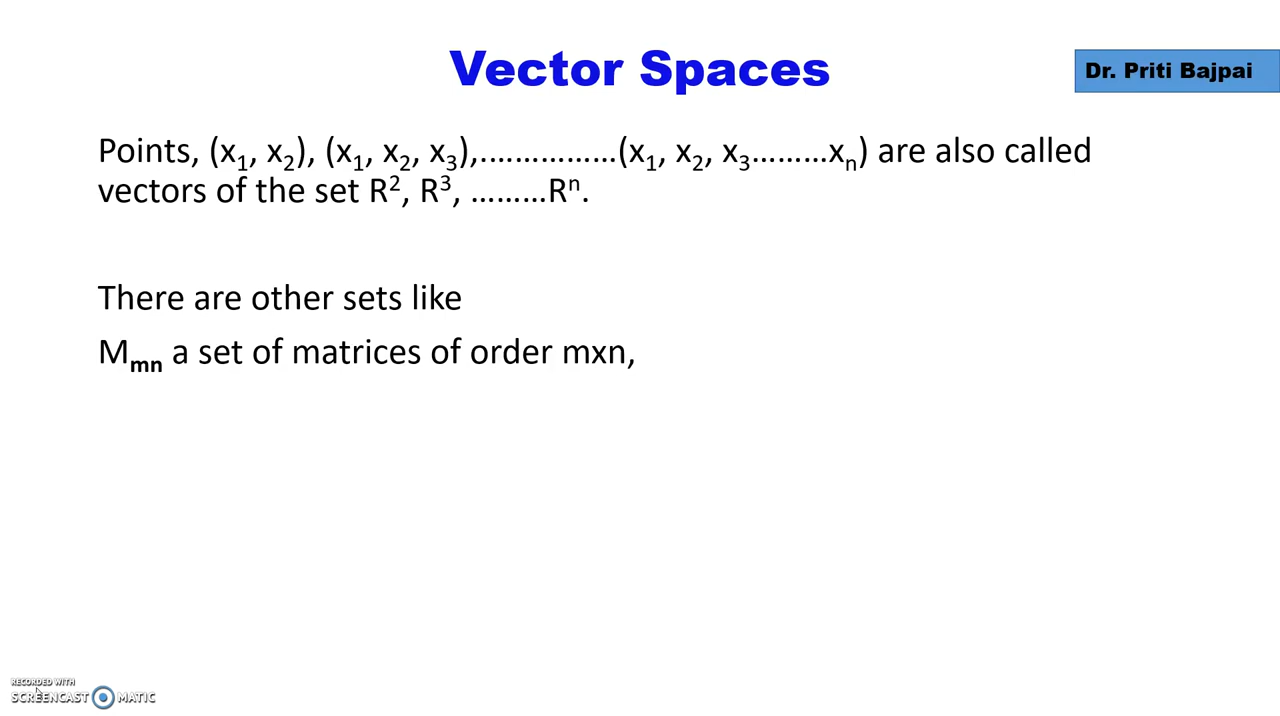 Vector Spaces
Dr. Priti Bajpai
Points, (x₁, x₂), (x₁, x₂, x₃),……………….(x₁, x₂, x₃………xₙ) are also called
vectors of the set R², R³, ………Rⁿ.
There are other sets like
Mmn a set of matrices of order mxn,
RECORDED WITH
SCREENCAST MATIC